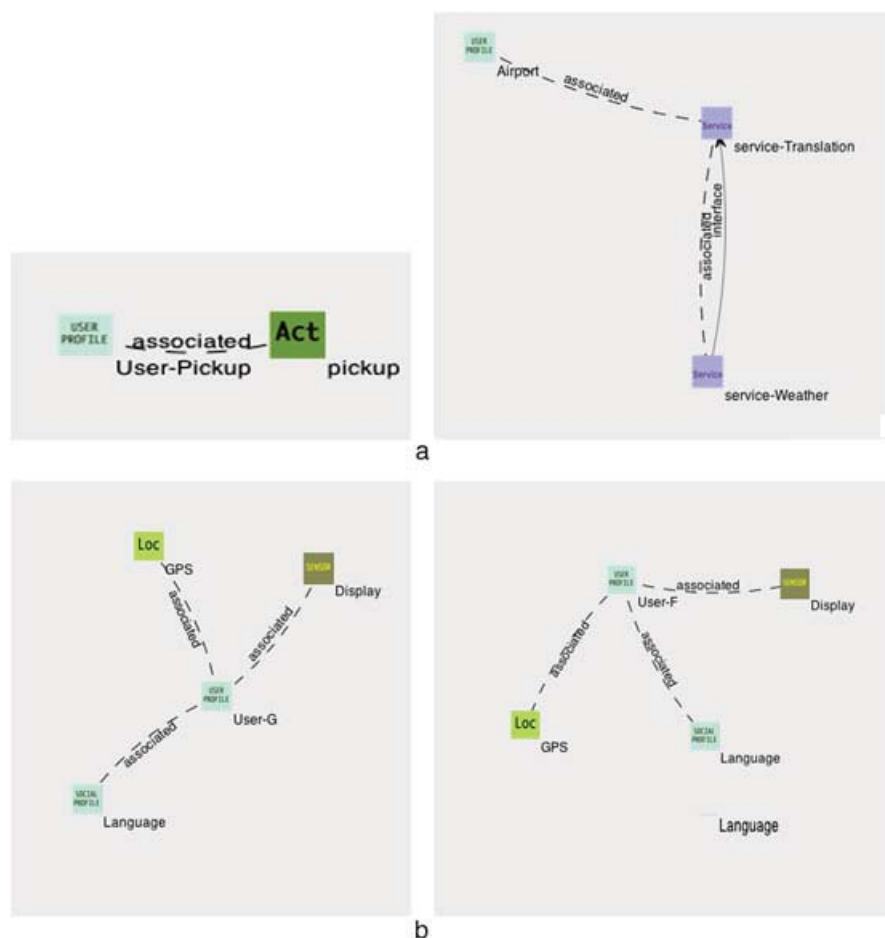 USER
PROFILE
associated
User-Pickup
Act
pickup
USER
PROFILE
Airport
associated
Service
service-Translation
associated
interface
Service
service-Weather
a
Loc
GPS
associated
SENSOR
Display
associated
USER
PROFILE
User-G
associated
SOCIAL
PROFILE
Language
USER
PROFILE
User-F
associated
SENSOR
Display
associated
associated
Loc
GPS
SOCIAL
PROFILE
Language
Language
b